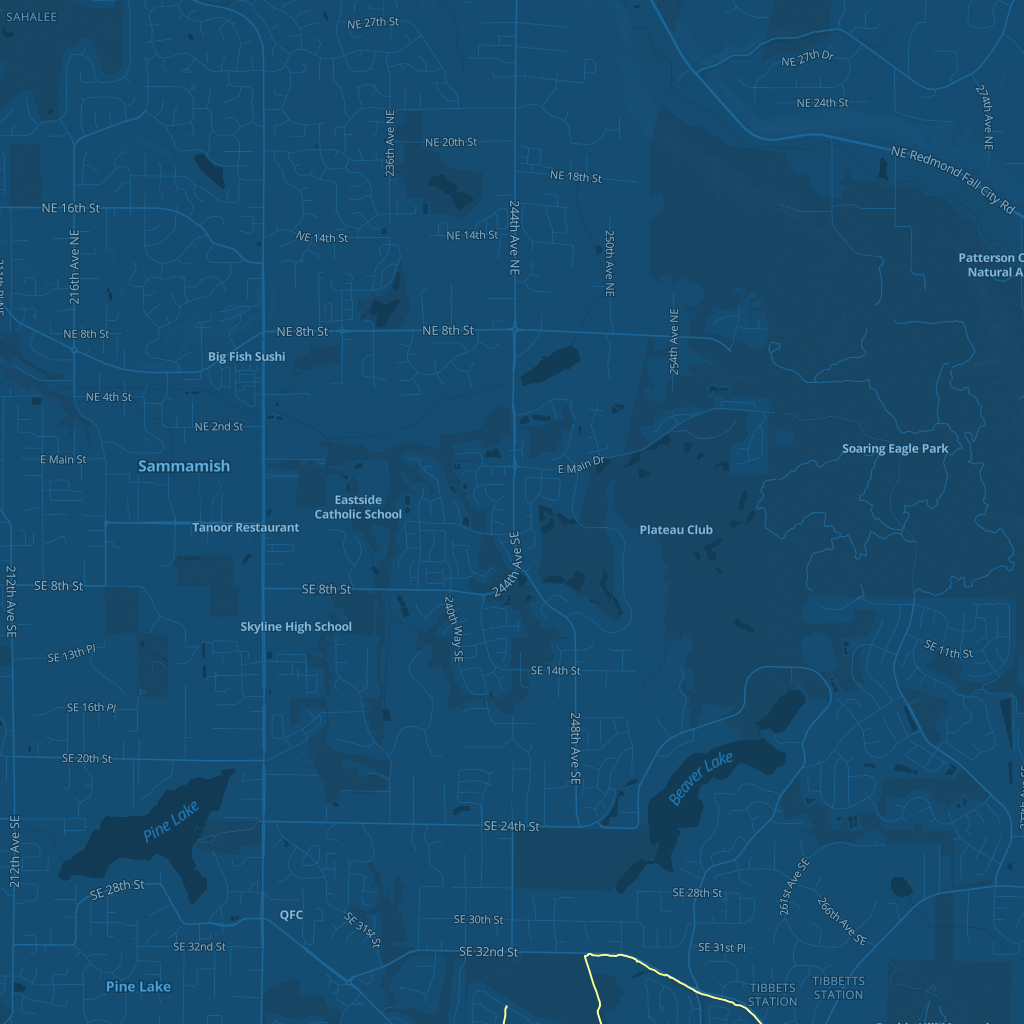 SAHALEE
NE 27th St
NE 27th Dr
NE 24th St
274th Ave NE
236th Ave NE
NE 20th St
NE 18th St
NE Redmond Fall City Rd
NE 16th St
244th Ave NE
216th Ave NE
NE 14th St
NE 14th St
250th Ave NE
Natural A
NE 8th St
NE 8th St
NE 8th St
254th Ave NE
Big Fish Sushi
NE 4th St
NE 2nd St
E Main St
Sammamish
E Main Dr
Soaring Eagle Park
Eastside
Catholic School
Tanoor Restaurant
Plateau Club
244th Ave SE
212th Ave SE
SE 8th St
SE 8th St
240th Way SE
Skyline High School
SE 13th Pl
SE 11th St
SE 14th St
SE 16th Pl
248th Ave SE
SE 20th St
Beaver Lake
Pine Lake
SE 24th St
212th Ave SE
SE 28th St
SE 28th St
261st Ave SE
266th Ave SE
QFC
SE 31st St
SE 30th St
SE 32nd St
SE 32nd St
SE 31st Pl
Pine Lake
TIBBETS
STATION
TIBBETTS
STATION